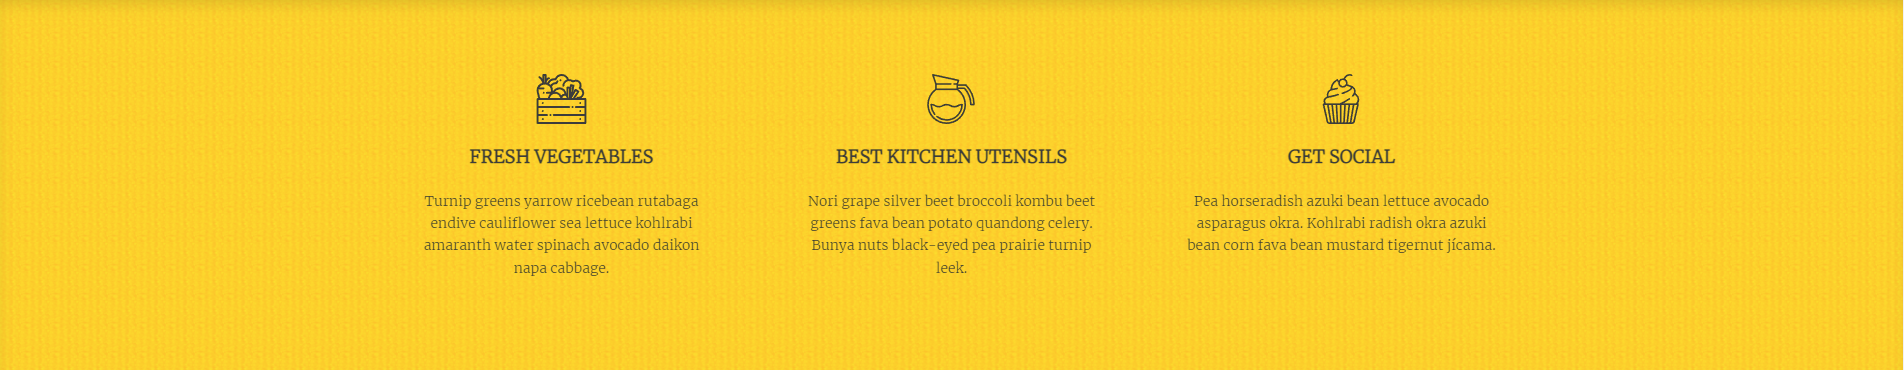 FRESH VEGETABLES
Turnip greens yarrow ricebean rutabaga
endive cauliflower sea lettuce kohlrabi
amaranth water spinach avocado daikon
napa cabbage.
BEST KITCHEN UTENSILS
Nori grape silver beet broccoli kombu beet
greens fava bean potato quandong celery.
Bunya nuts black-eyed pea prairie turnip
leek.
GET SOCIAL
Pea horseradish azuki bean lettuce avocado
asparagus okra. Kohlrabi radish okra azuki
bean corn fava bean mustard tigernut jícama.